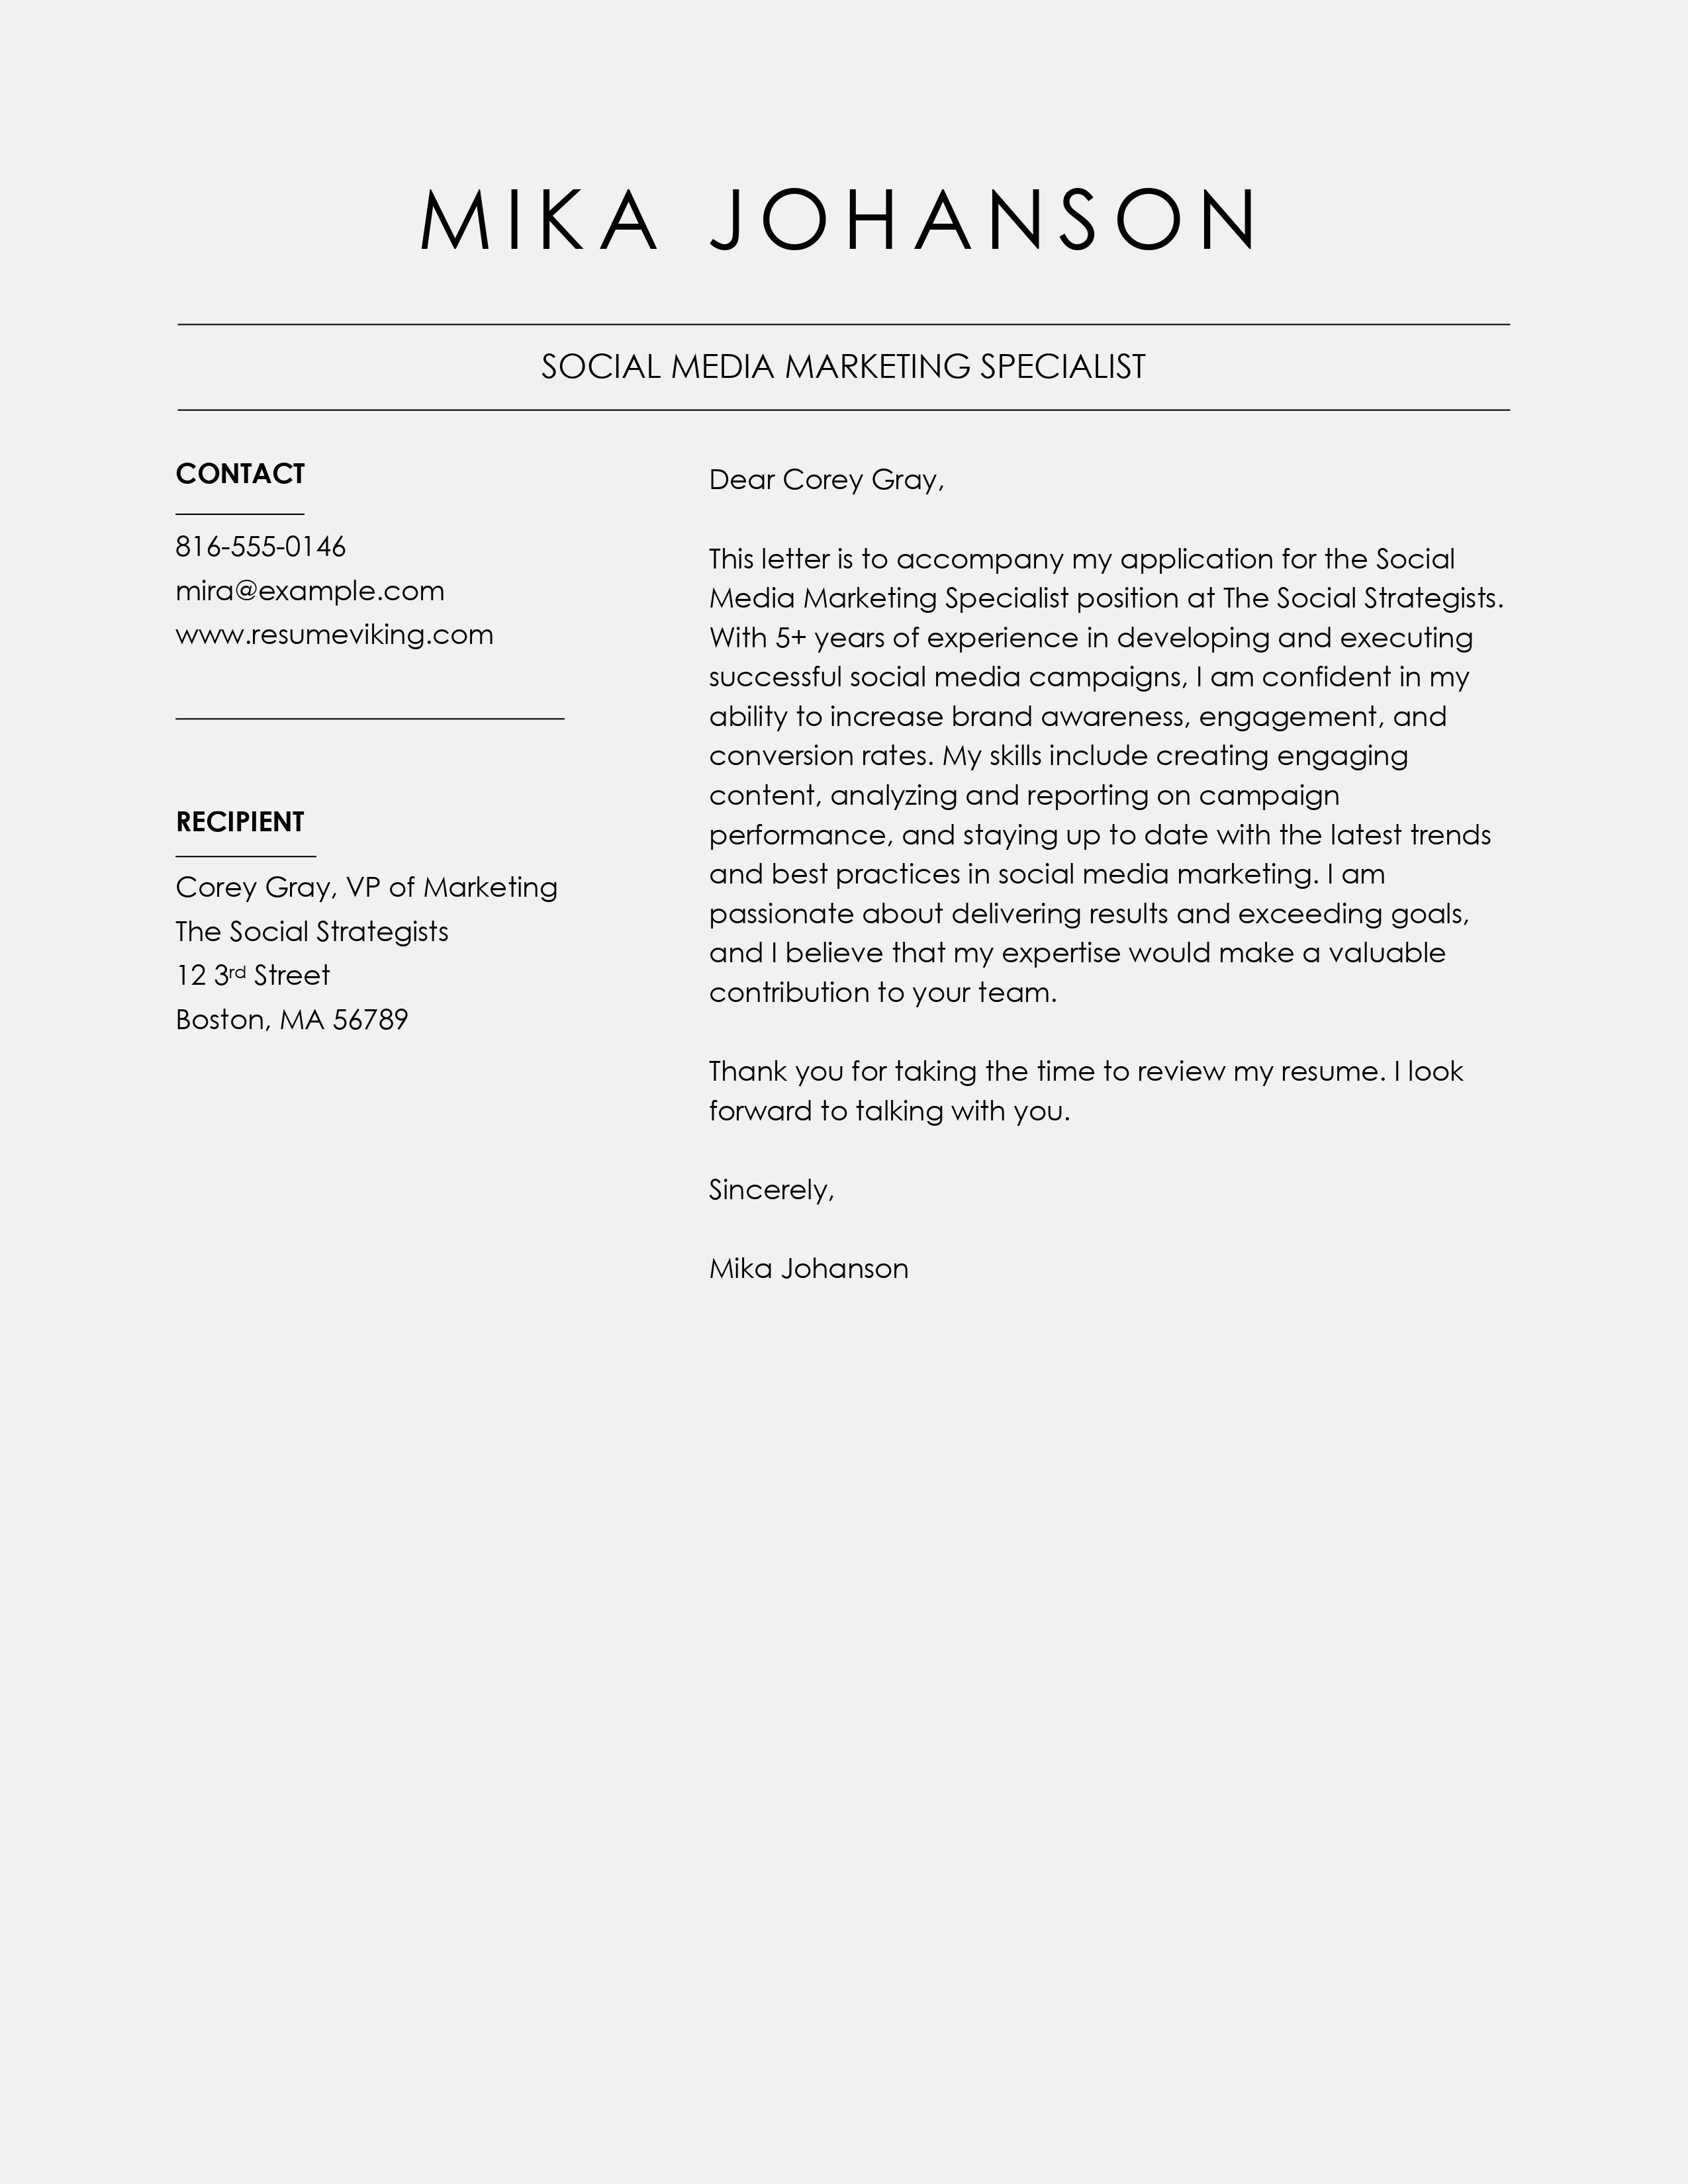 MIKA JOHANSON
SOCIAL MEDIA MARKETING SPECIALIST
CONTACT
816-555-0146
mira@example.com
www.resumeviking.com
RECIPIENT
Corey Gray, VP of Marketing
The Social Strategists
12 3rd Street
Boston, MA 56789
Dear Corey Gray,
This letter is to accompany my application for the Social
Media Marketing Specialist position at The Social Strategists.
With 5+ years of experience in developing and executing
successful social media campaigns, I am confident in my
ability to increase brand awareness, engagement, and
conversion rates. My skills include creating engaging
content, analyzing and reporting on campaign
performance, and staying up to date with the latest trends
and best practices in social media marketing. I am
passionate about delivering results and exceeding goals,
and I believe that my expertise would make a valuable
contribution to your team.
Thank you for taking the time to review my resume. I look
forward to talking with you.
Sincerely,
Mika Johanson